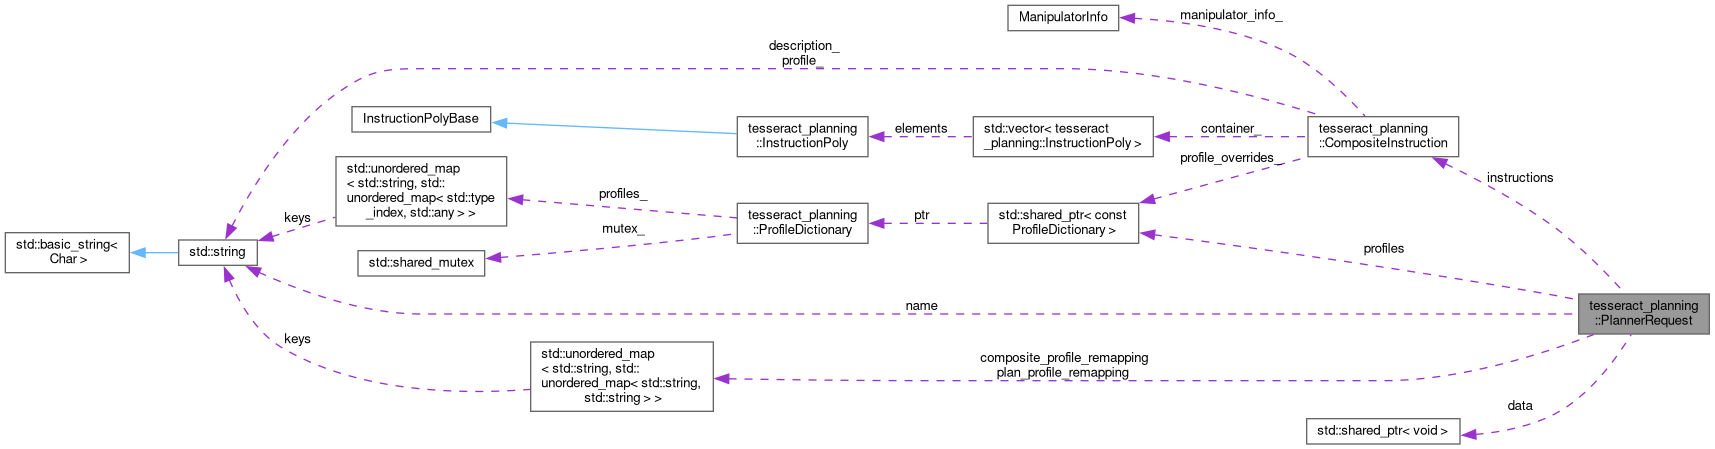 ManipulatorInfo
manipulator_info_
description_
profile_
InstructionPolyBase
tesseract_planning
::InstructionPoly
elements
std::vector< tesseract
_planning::InstructionPoly >
container_
tesseract_planning
::CompositeInstruction
profile_overrides_
instructions
std::unordered_map
< std::string, std::
unordered_map< std::type
_index, std::any > >
profiles_
keys
tesseract_planning
::ProfileDictionary
ptr
std::shared_ptr< const
ProfileDictionary >
mutex_
std::basic_string<
Char >
std::string
std::shared_mutex
profiles
name
tesseract_planning
::PlannerRequest
keys
std::unordered_map
< std::string, std::
unordered_map< std::string,
std::string > >
composite_profile_remapping
plan_profile_remapping
data
std::shared_ptr< void >